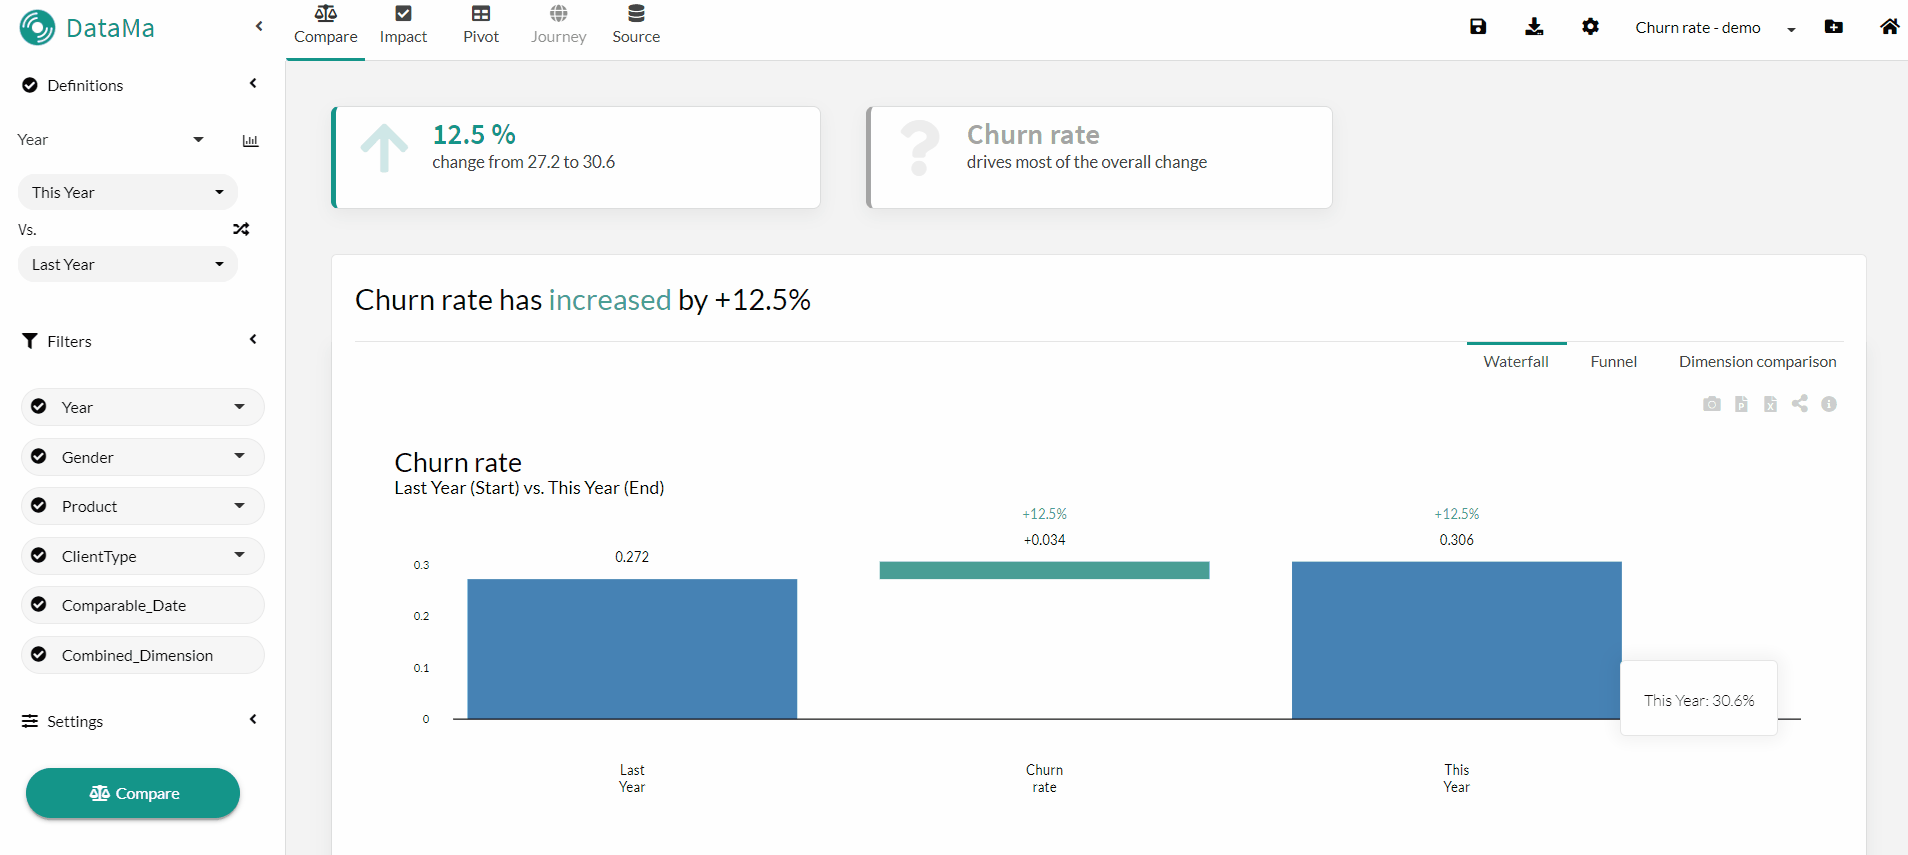 DataMa
Compare
Impact
Pivot
Journey
Source
Churn rate - demo
Definitions
Year
This Year
Vs.
Last Year
Filters
Year
Gender
Product
ClientType
Comparable_Date
Combined_Dimension
Settings
Compare
12.5 %
change from 27.2 to 30.6
?
Churn rate
drives most of the overall change
Churn rate has increased by +12.5%
Waterfall
Funnel
Dimension comparison
Churn rate
Last Year (Start) vs. This Year (End)
+12.5%
+12.5%
+0.034
0.306
0.272
0.3
0.2
0.1
0
This Year: 30.6%
Last
Year
Churn
rate
This
Year